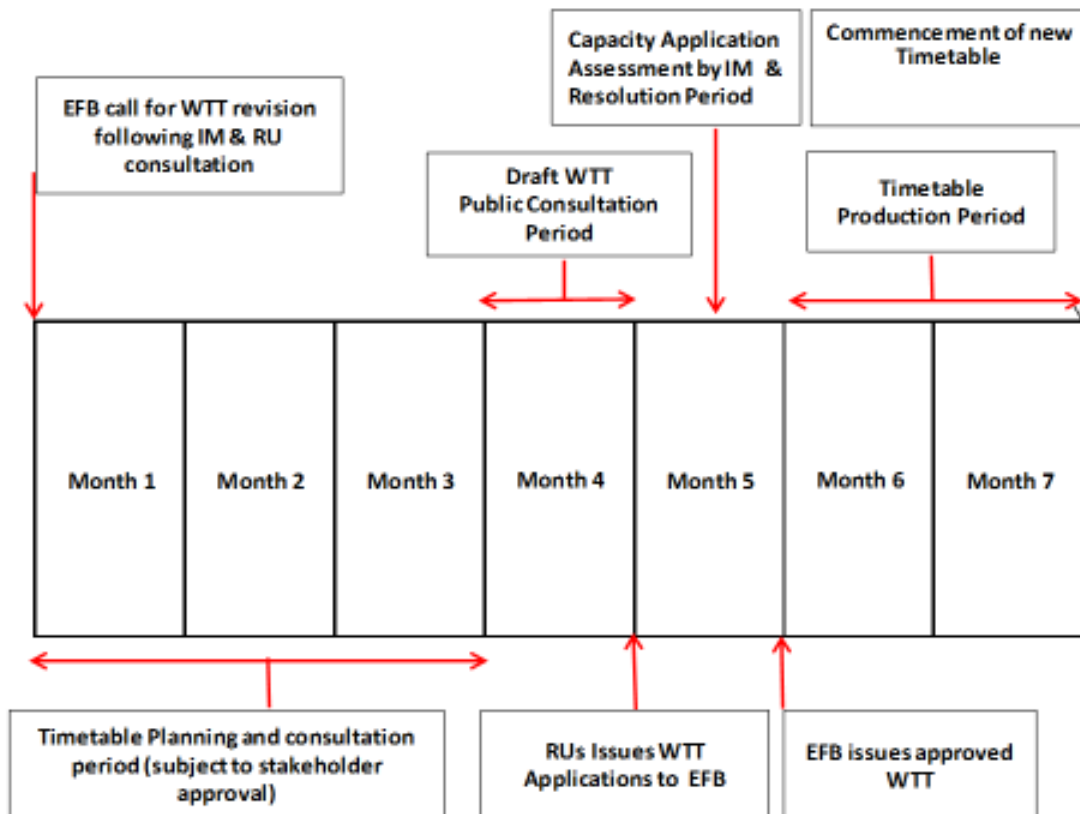 Capacity Application
Assessment by IM &
Resolution Period
Commencement of new
Timetable
EFB call for WTT revision
following IM & RU
consultation
Draft WTT
Public Consultation
Period
Timetable
Production Period
Month 1
Month 2
Month 3
Month 4
Month 5
Month 6
Month 7
Timetable Planning and consultation
period (subject to stakeholder
approval)
RUs Issues WTT
Applications to EFB
EFB issues approved
WTT